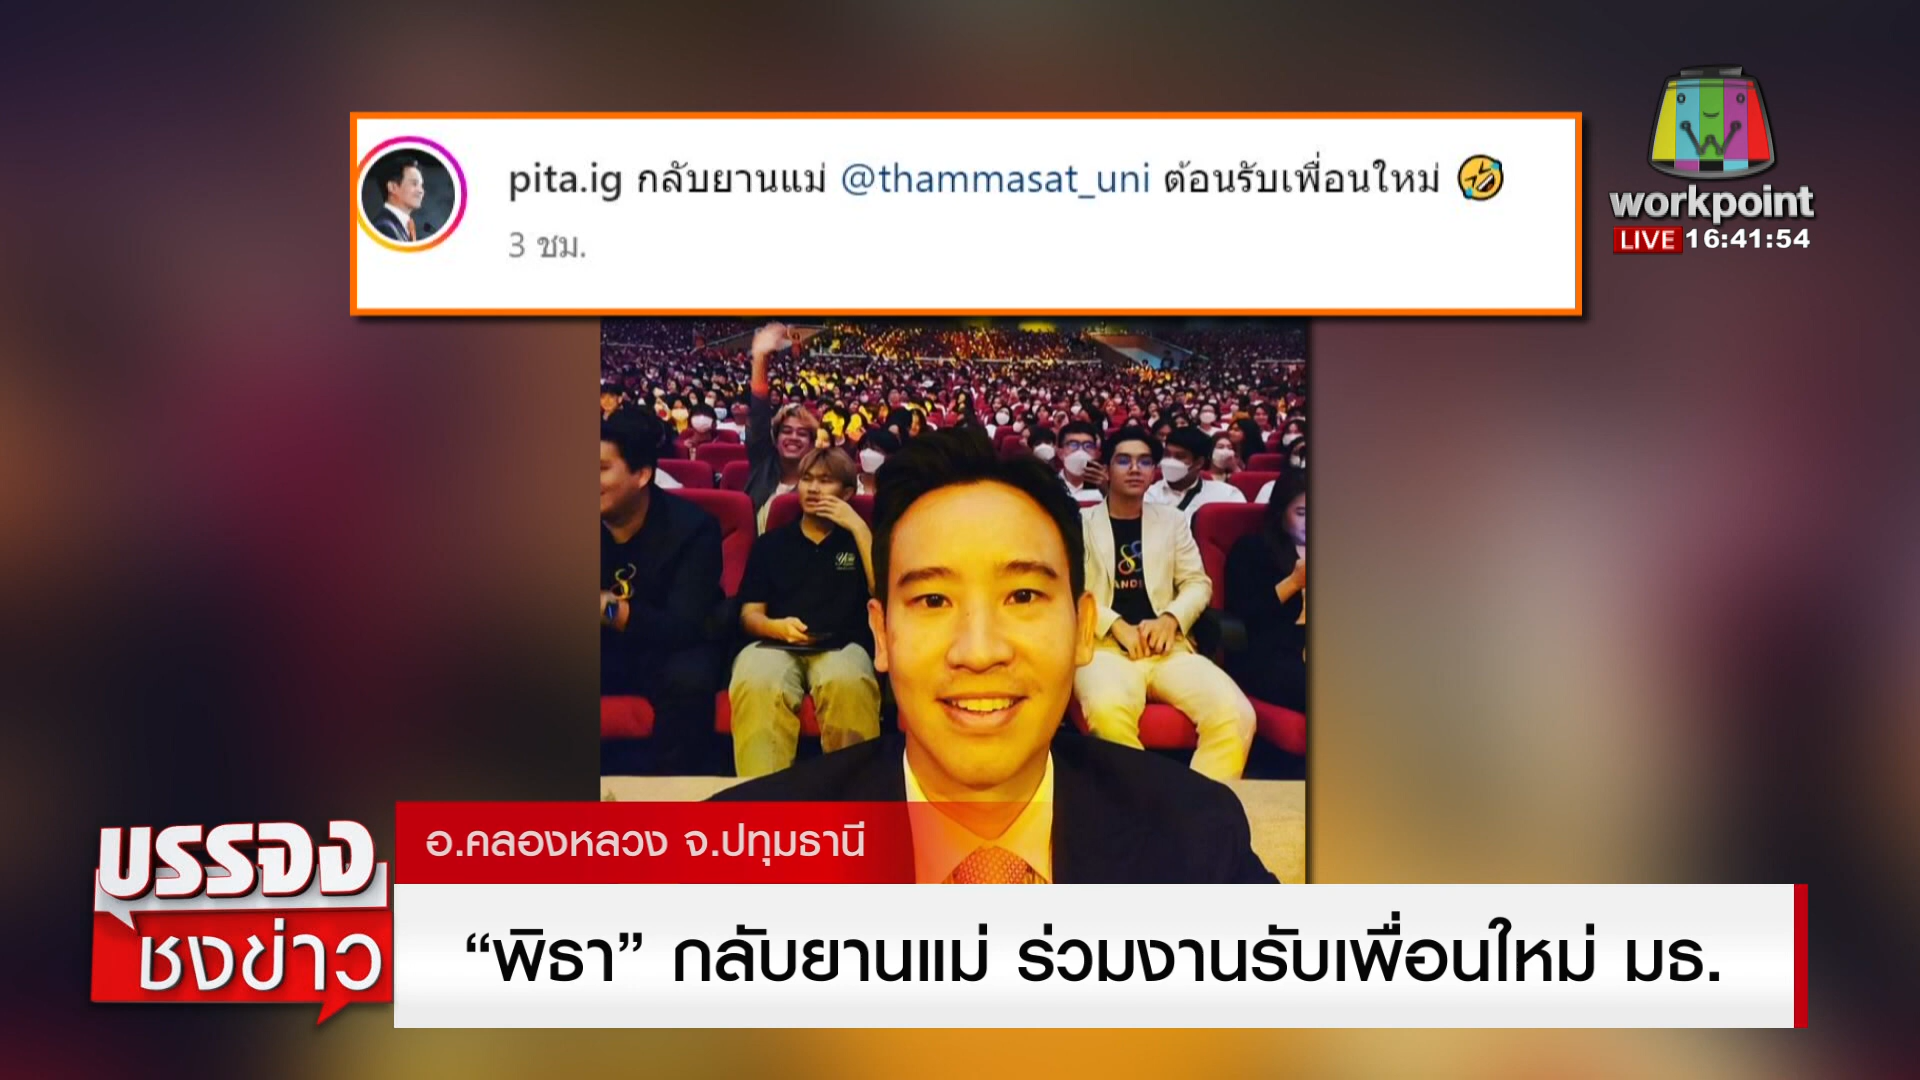 pita.ig กลับยานแม่ @thammasat_uni ต้อนรับเพื่อนใหม่ 🤣
3 ชม.
workpoint
LIVE 16:41:54
อ.คลองหลวง จ.ปทุมธานี
บรรจง
ชงข่าว
“พิธา” กลับยานแม่ ร่วมงานรับเพื่อนใหม่ มธ.